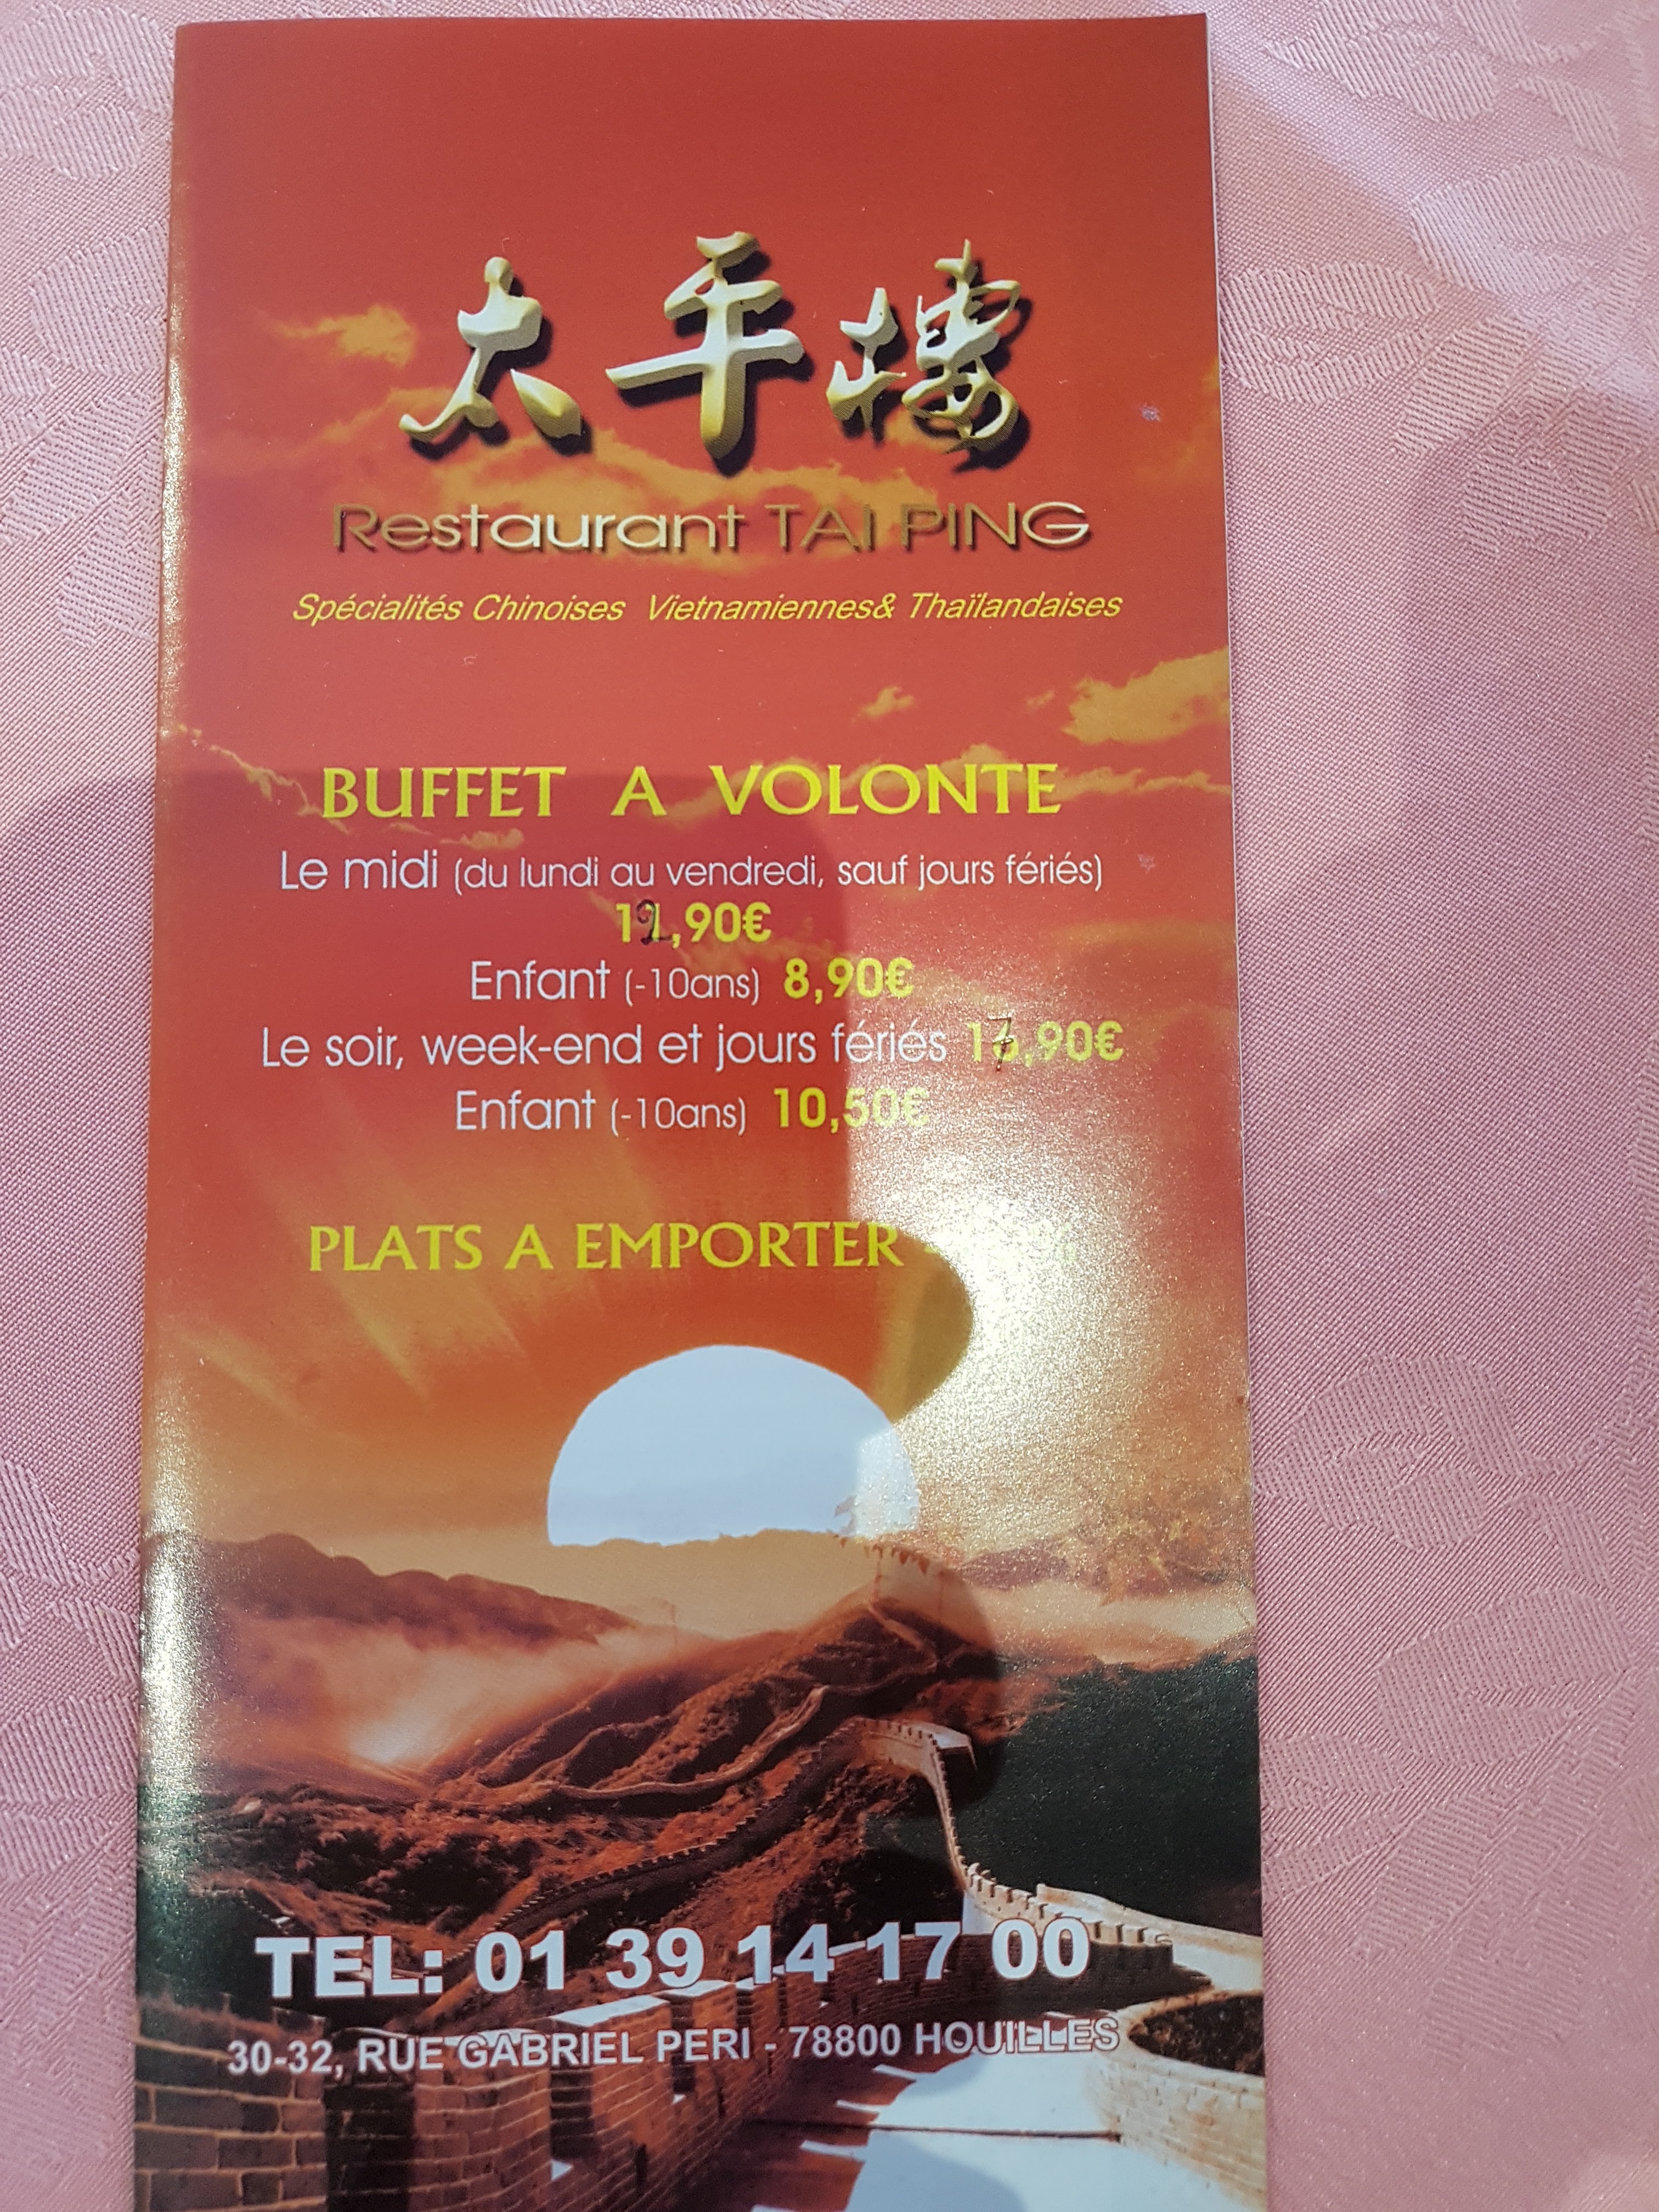 太平樓
Restaurant TAI PING
Spécialités Chinoises Vietnamiennes& Thaïlandaises
BUFFET A VOLONTE
Le midi (du lundi au vendredi, sauf jours fériés)
12,90€
Enfant (-10ans) 8,90€
Le soir, week-end et jours fériés 17,90€
Enfant (-10ans) 10,50€
PLATS A EMPORTER
TEL: 01 39 14 17 00
30-32, RUE GABRIEL PERI - 78800 HOUILLES